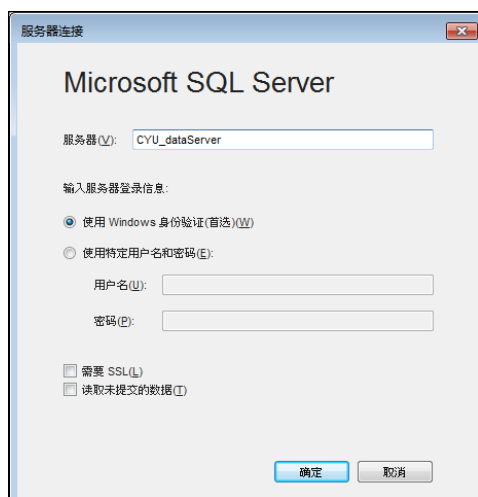 服务器连接
Microsoft SQL Server
服务器(V): CYU_dataServer
输入服务器登录信息:
使用 Windows 身份验证(首选)(W)
使用特定用户名和密码(E):
用户名(U):
密码(P):
需要 SSL(L)
读取未提交的数据(T)
确定 取消